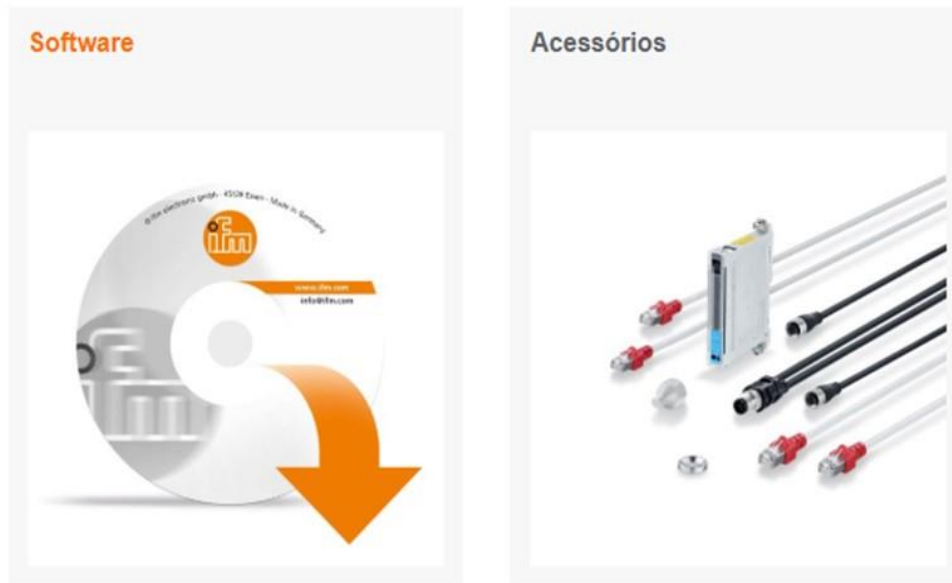 Software
Acessórios
© ifm electronic gmbh - 45128 Essen - Made in Germany
ifm
www.ifm.com
info@ifm.com